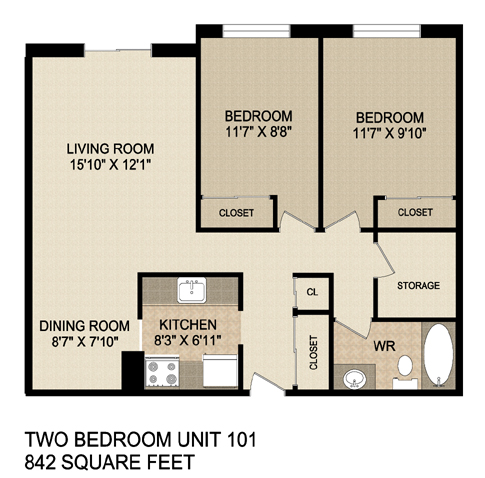 BEDROOM
11'7" X 8'8"
BEDROOM
11'7" X 9'10"
LIVING ROOM
15'10" X 12'1"
CLOSET
CLOSET
STORAGE
CL
DINING ROOM
8'7" X 7'10"
KITCHEN
8'3" X 6'11"
CLOSET
WR
TWO BEDROOM UNIT 101
842 SQUARE FEET